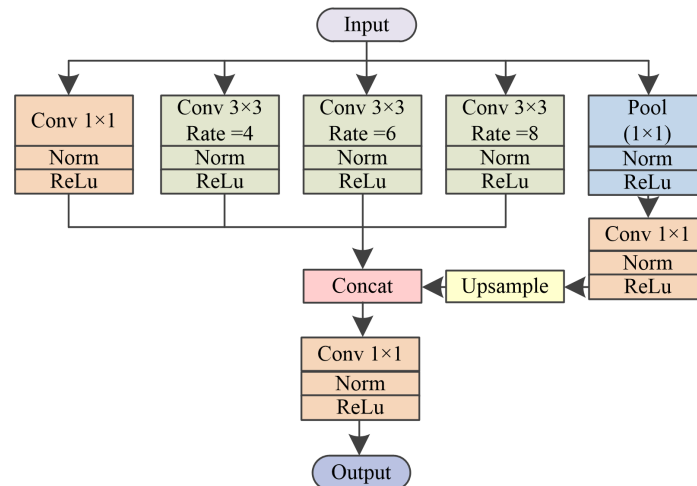 Input
Conv 1×1
Norm
ReLu
Conv 3×3
Rate =4
Norm
ReLu
Conv 3×3
Rate =6
Norm
ReLu
Conv 3×3
Rate =8
Norm
ReLu
Pool
(1×1)
Norm
ReLu
Conv 1×1
Norm
ReLu
Upsample
Concat
Conv 1×1
Norm
ReLu
Output